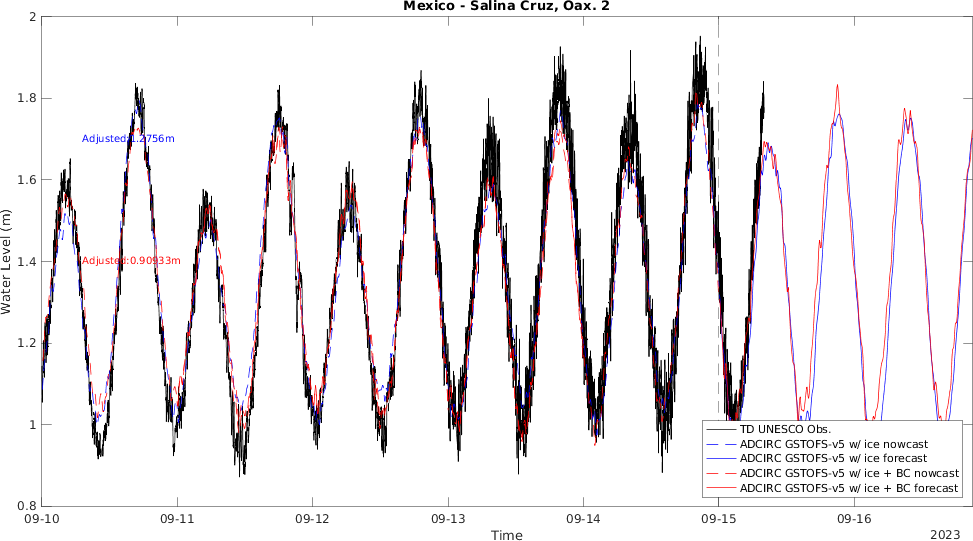 Mexico - Salina Cruz, Oax. 2
Water Level (m)
2
1.8
1.6
1.4
1.2
1
0.8
Adjusted:1.2756m
Adjusted:0.90933m
TD UNESCO Obs.
ADCIRC GSTOFS-v5 w/ ice nowcast
ADCIRC GSTOFS-v5 w/ ice forecast
ADCIRC GSTOFS-v5 w/ ice + BC nowcast
ADCIRC GSTOFS-v5 w/ ice + BC forecast
09-10 09-11 09-12 09-13 09-14 09-15 09-16
Time
2023